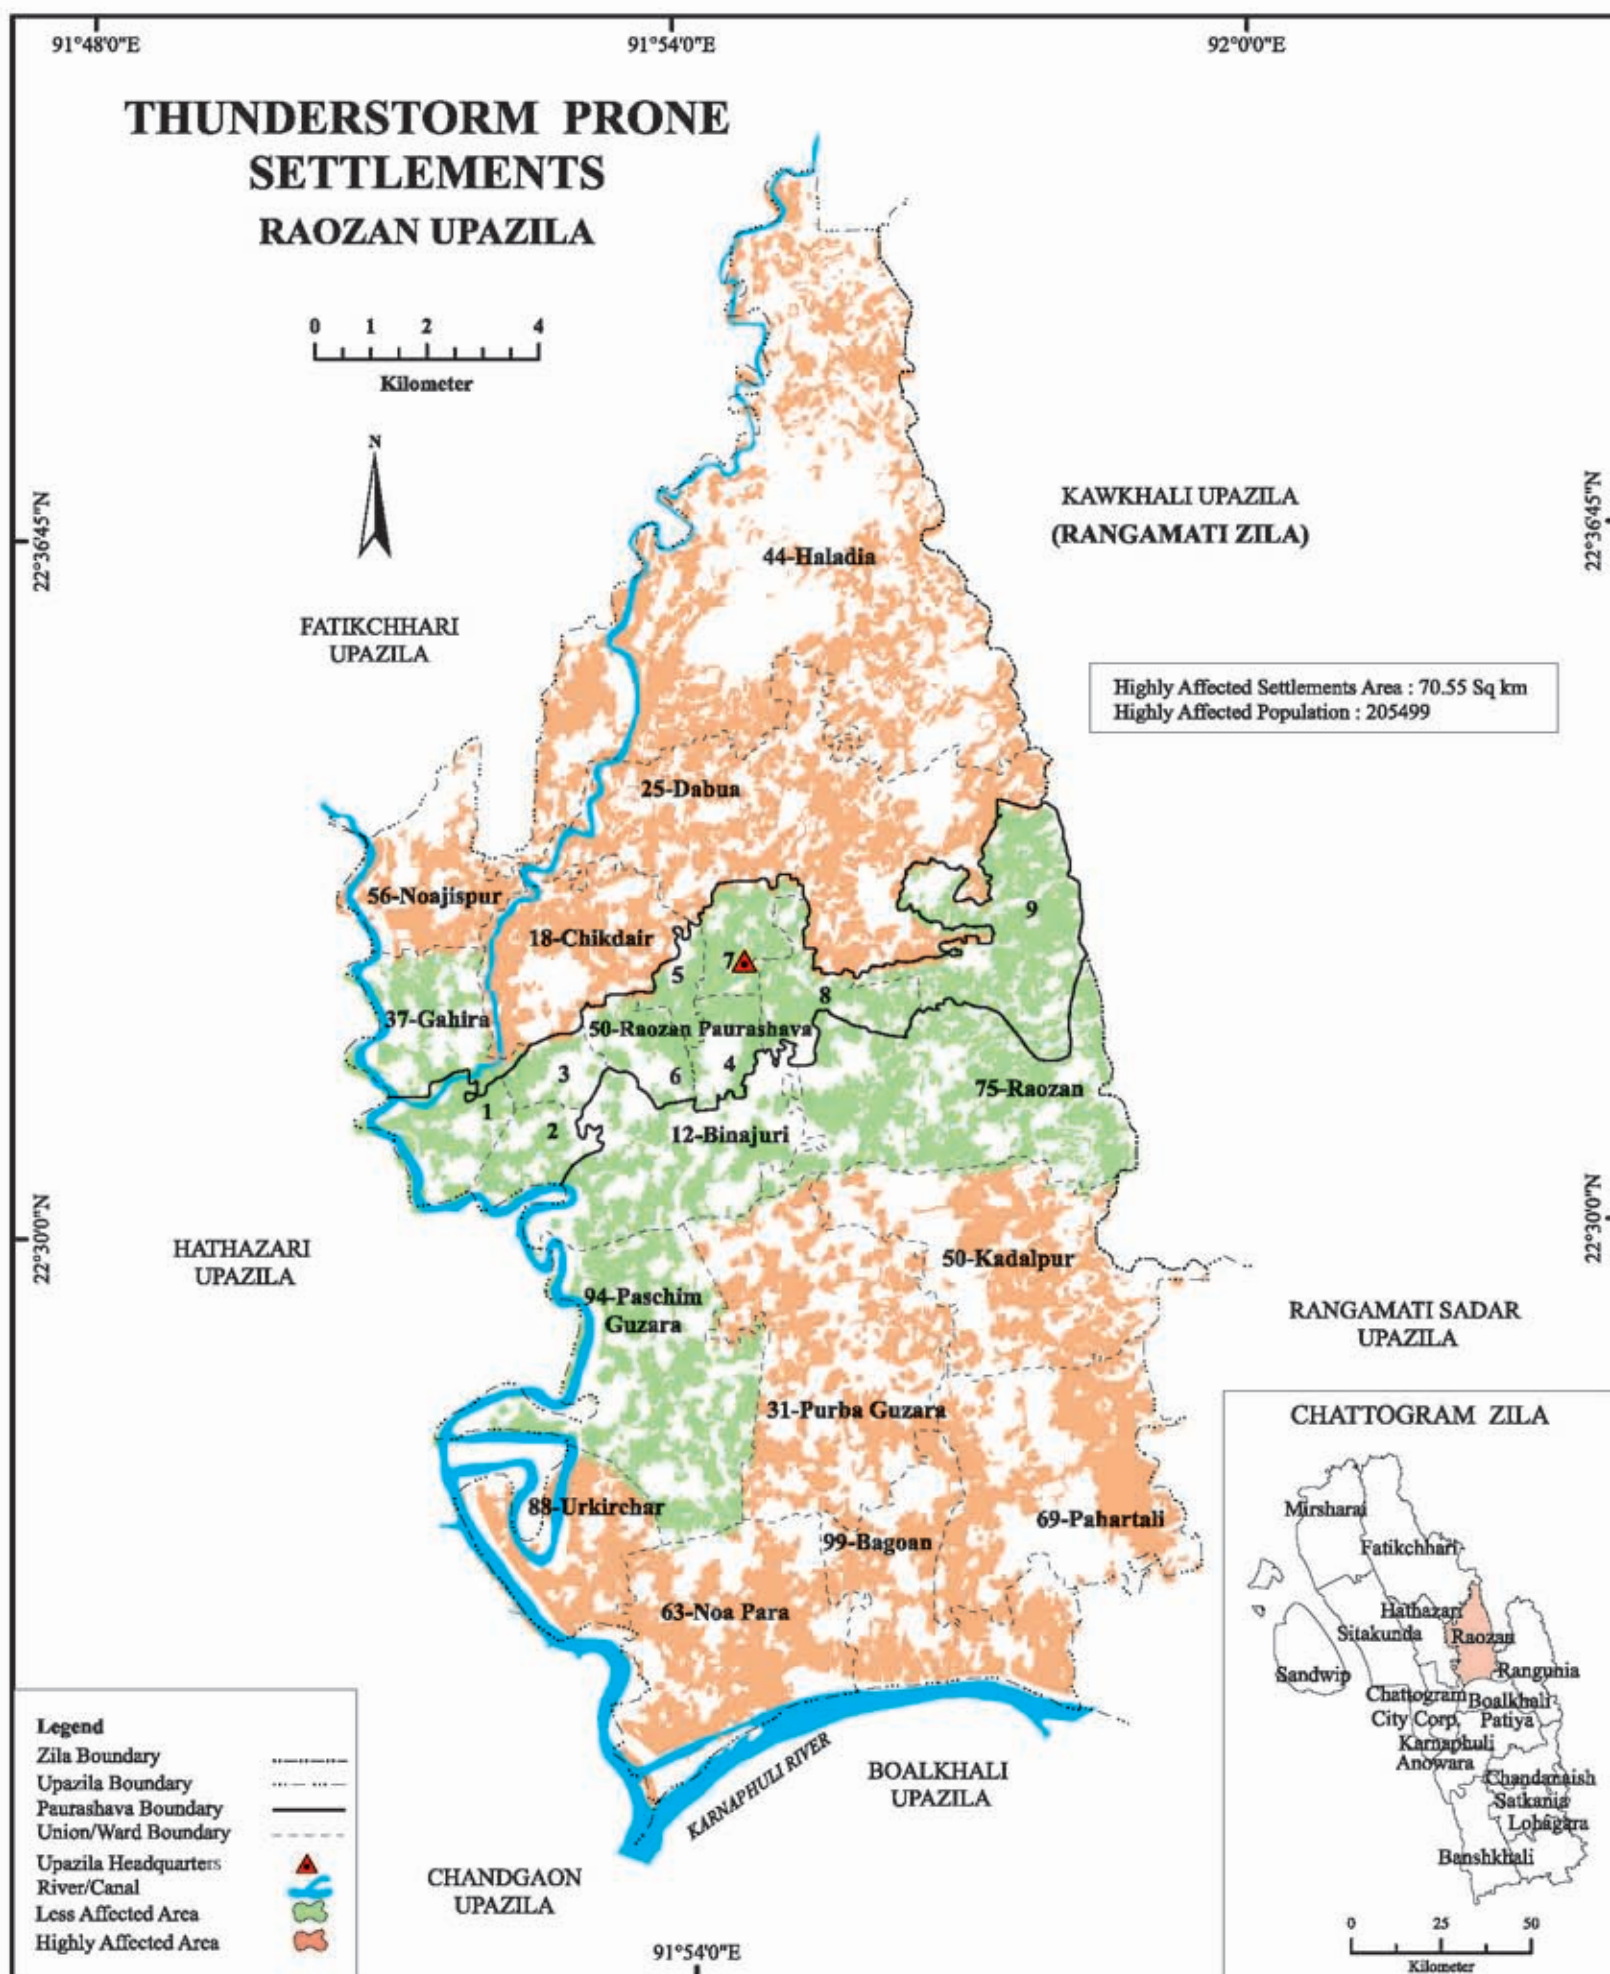 91°48'0"E
91°54'0"E
92°0'0"E
THUNDERSTORM PRONE
SETTLEMENTS
RAOZAN UPAZILA
0 1 2 4
Kilometer
N
22°36'45"N
22°36'45"N
KAWKHALI UPAZILA
(RANGAMATI ZILA)
44-Haladia
FATIKCHHARI
UPAZILA
Highly Affected Settlements Area : 70.55 Sq km
Highly Affected Population : 205499
25-Dabua
56-Noajispur
18-Chikdair
9
7
5
8
37-Gahira
50-Raozan Paurashava
3
6
4
75-Raozan
1
2
12-Binajuri
22°30'0"N
22°30'0"N
HATHAZARI
UPAZILA
50-Kadalpur
94-Paschim
Guzara
RANGAMATI SADAR
UPAZILA
31-Purba Guzara
88-Urkirchar
99-Bagoan
69-Pahartali
63-Noa Para
KARNAPHULI RIVER
BOALKHALI
UPAZILA
CHANDGAON
UPAZILA
91°54'0"E
Legend
Zila Boundary
Upazila Boundary
Paurashava Boundary
Union/Ward Boundary
Upazila Headquarters
River/Canal
Less Affected Area
Highly Affected Area
CHATTOGRAM ZILA
Mirsharai
Fatikchhari
Hathazari
Sitakunda
Raozan
Sandwip
Rangunia
Chattogram
City Corp.
Boalkhali
Patiya
Karnaphuli
Anowara
Chandanaish
Satkania
Lohagara
Banshkhali
0 25 50
Kilometer